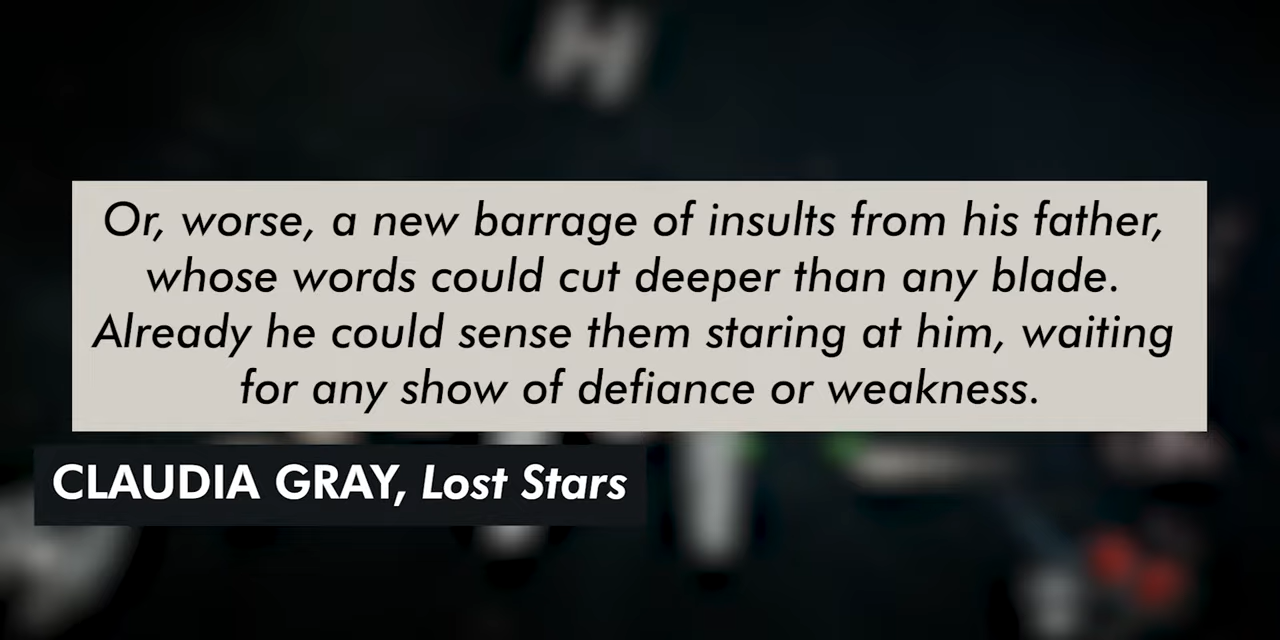 Or, worse, a new barrage of insults from his father,
whose words could cut deeper than any blade.
Already he could sense them staring at him, waiting
for any show of defiance or weakness.
CLAUDIA GRAY, Lost Stars